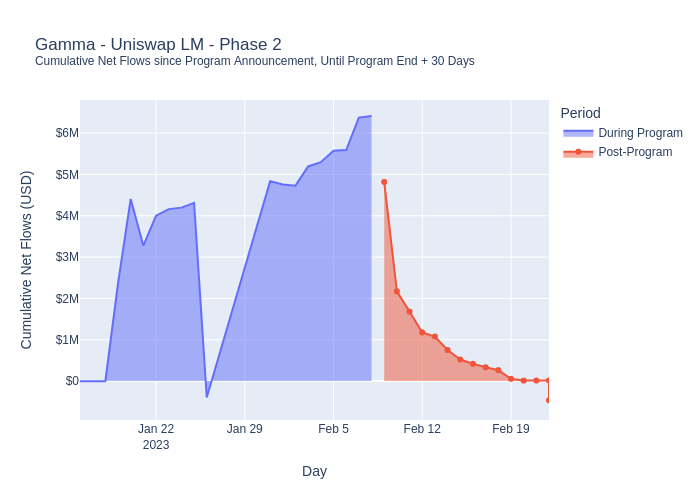 Gamma - Uniswap LM - Phase 2
Cumulative Net Flows since Program Announcement, Until Program End + 30 Days
Period
During Program
Post-Program
Cumulative Net Flows (USD)
$6M
$5M
$4M
$3M
$2M
$1M
$0
Jan 22
2023
Jan 29
Feb 5
Feb 12
Feb 19
Day